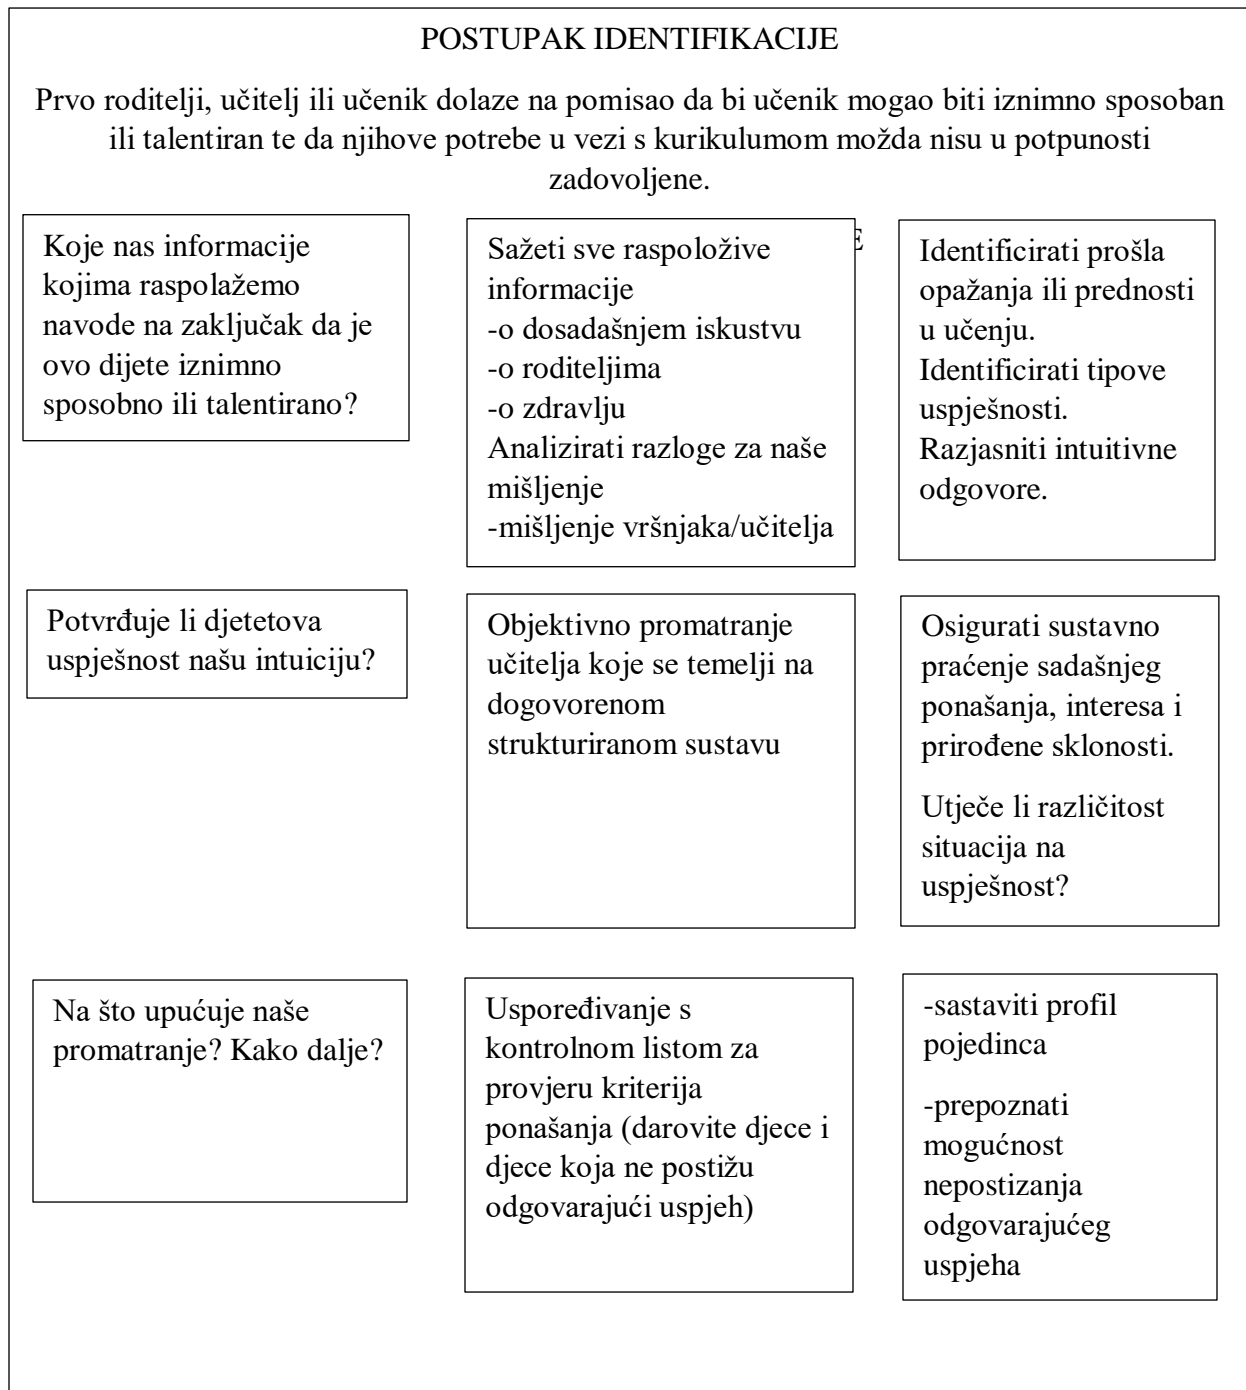 POSTUPAK IDENTIFIKACIJE
Prvo roditelji, učitelj ili učenik dolaze na pomisao da bi učenik mogao biti iznimno sposoban
ili talentiran te da njihove potrebe u vezi s kurikulumom možda nisu u potpunosti
zadovoljene.
Koje nas informacije
kojima raspolažemo
navode na zaključak da je
ovo dijete iznimno
sposobno ili talentirano?
Sažeti sve raspoložive
informacije
-o dosadašnjem iskustvu
-o roditeljima
-o zdravlju
Analizirati razloge za naše
mišljenje
-mišljenje vršnjaka/učitelja
Identificirati prošla
opažanja ili prednosti
u učenju.
Identificirati tipove
uspješnosti.
Razjasniti intuitivne
odgovore.
Potvrđuje li djetetova
uspješnost našu intuiciju?
Objektivno promatranje
učitelja koje se temelji na
dogovorenom
strukturiranom sustavu
Osigurati sustavno
praćenje sadašnjeg
ponašanja, interesa i
prirođene sklonosti.
Utječe li različitost
situacija na
uspješnost?
Na što upućuje naše
promatranje? Kako dalje?
Uspoređivanje s
kontrolnom listom za
provjeru kriterija
ponašanja (darovite djece i
djece koja ne postižu
odgovarajući uspjeh)
-sastaviti profil
pojedinca
-prepoznati
mogućnost
nepostizanja
odgovarajućeg
uspjeha